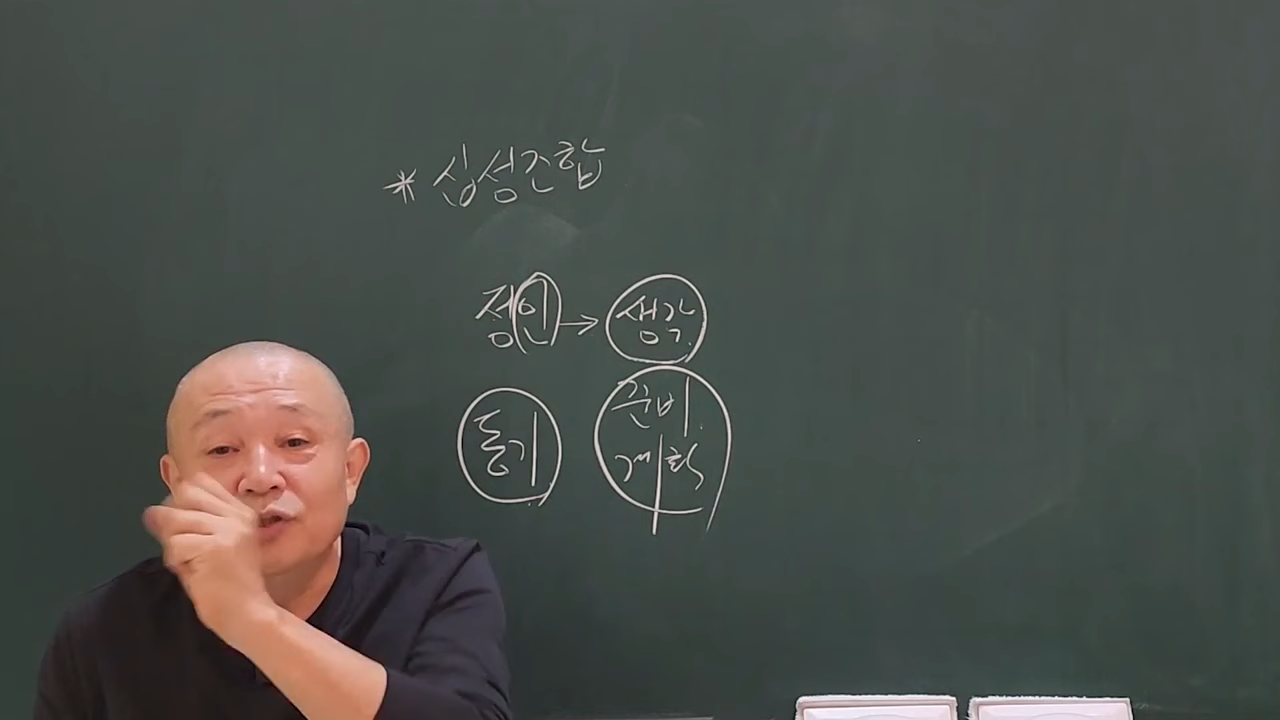 * 십성조합
정인 → 생각
동기 준비
계획